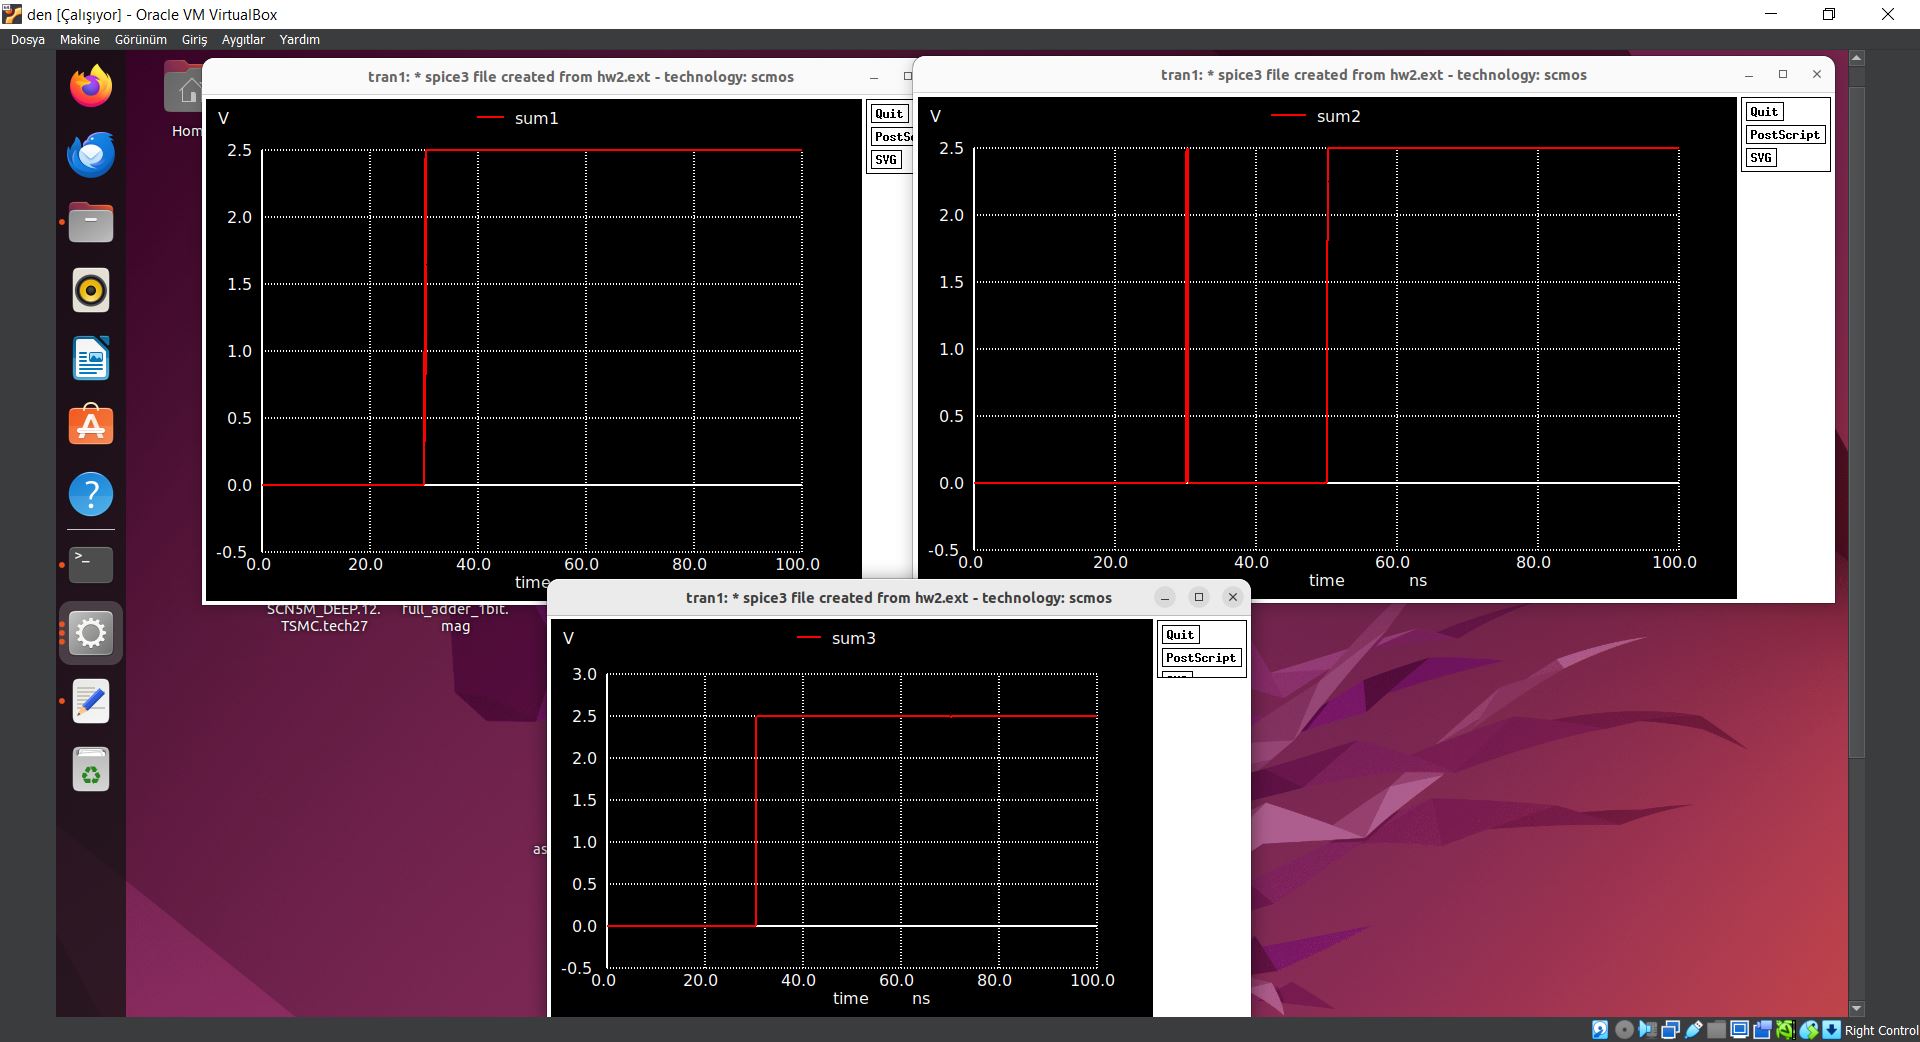 den [Çalışıyor] - Oracle VM VirtualBox
Dosya Makine Görünüm Giriş Aygıtlar Yardım
Hom
tran1: * spice3 file created from hw2.ext - technology: scmos
V
sum1
2.5
2.0
1.5
1.0
0.5
0.0
-0.5
0.0 20.0 40.0 60.0 80.0 100.0
time
Quit
PostSc
SVG
tran1: * spice3 file created from hw2.ext - technology: scmos
V
sum2
2.5
2.0
1.5
1.0
0.5
0.0
-0.5
0.0 20.0 40.0 60.0 80.0 100.0
time ns
Quit
PostScript
SVG
SCN5M_DEEP.12.
TSMC.tech27
full_adder_1bit.
mag
as
tran1: * spice3 file created from hw2.ext - technology: scmos
V
sum3
3.0
2.5
2.0
1.5
1.0
0.5
0.0
-0.5
0.0 20.0 40.0 60.0 80.0 100.0
time ns
Quit
PostScript
Right Control